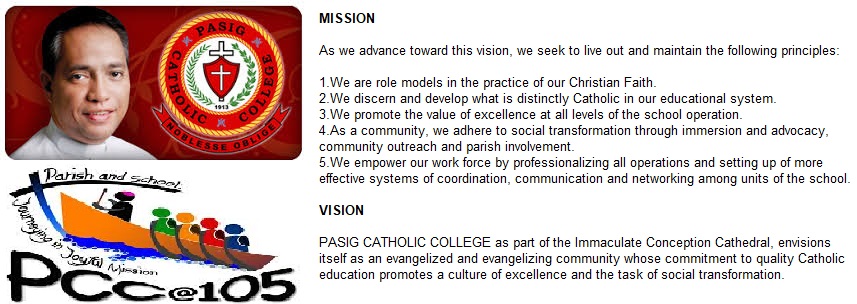 PASIG CATHOLIC COLLEGE
1913
NOBLESSE OBLIGE
Parish and School
Journeying in Joyful Mission
PCC@105
MISSION
As we advance toward this vision, we seek to live out and maintain the following principles:
1.We are role models in the practice of our Christian Faith.
2.We discern and develop what is distinctly Catholic in our educational system.
3.We promote the value of excellence at all levels of the school operation.
4.As a community, we adhere to social transformation through immersion and advocacy,
community outreach and parish involvement.
5.We empower our work force by professionalizing all operations and setting up of more
effective systems of coordination, communication and networking among units of the school.
VISION
PASIG CATHOLIC COLLEGE as part of the Immaculate Conception Cathedral, envisions
itself as an evangelized and evangelizing community whose commitment to quality Catholic
education promotes a culture of excellence and the task of social transformation.